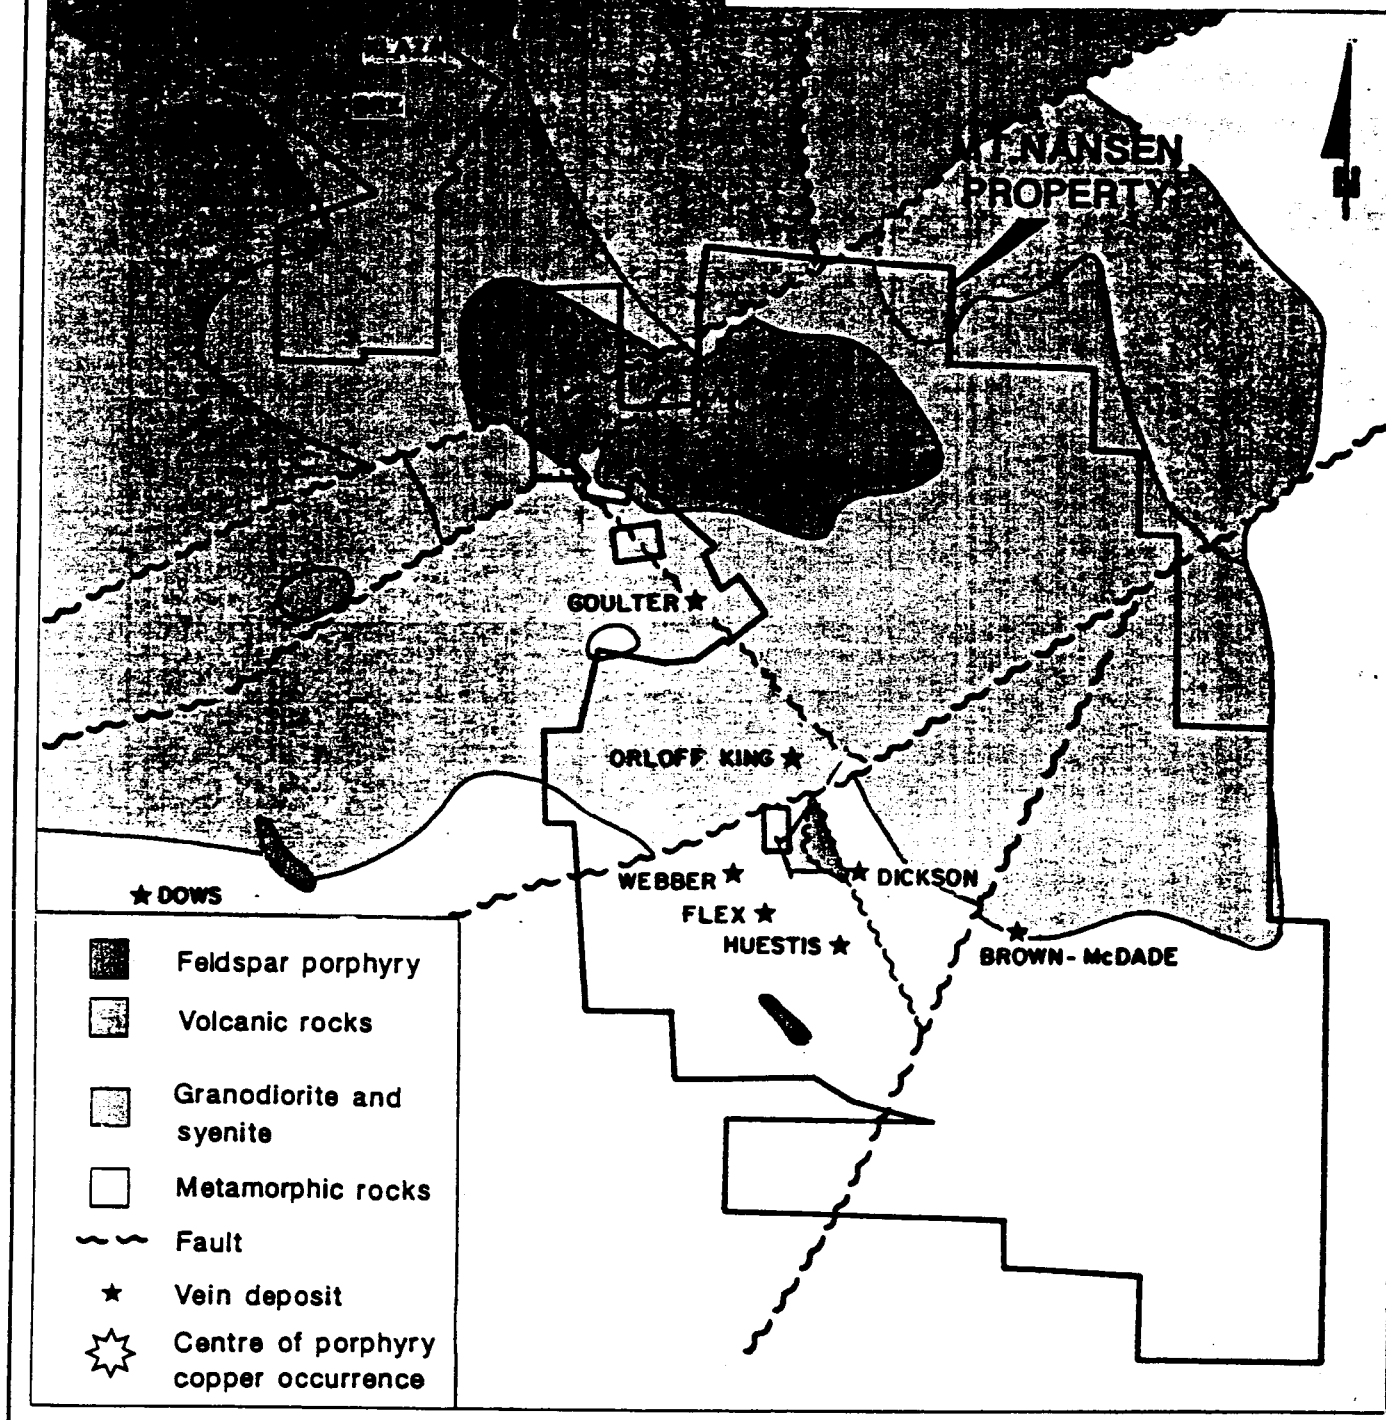 MT. NANSEN
PROPERTY
N
GOULTER
ORLOFF KING
WEBBER
DICKSON
FLEX
HUESTIS
BROWN-McDADE
DOWS
Feldspar porphyry
Volcanic rocks
Granodiorite and
syenite
Metamorphic rocks
Fault
Vein deposit
Centre of porphyry
copper occurrence